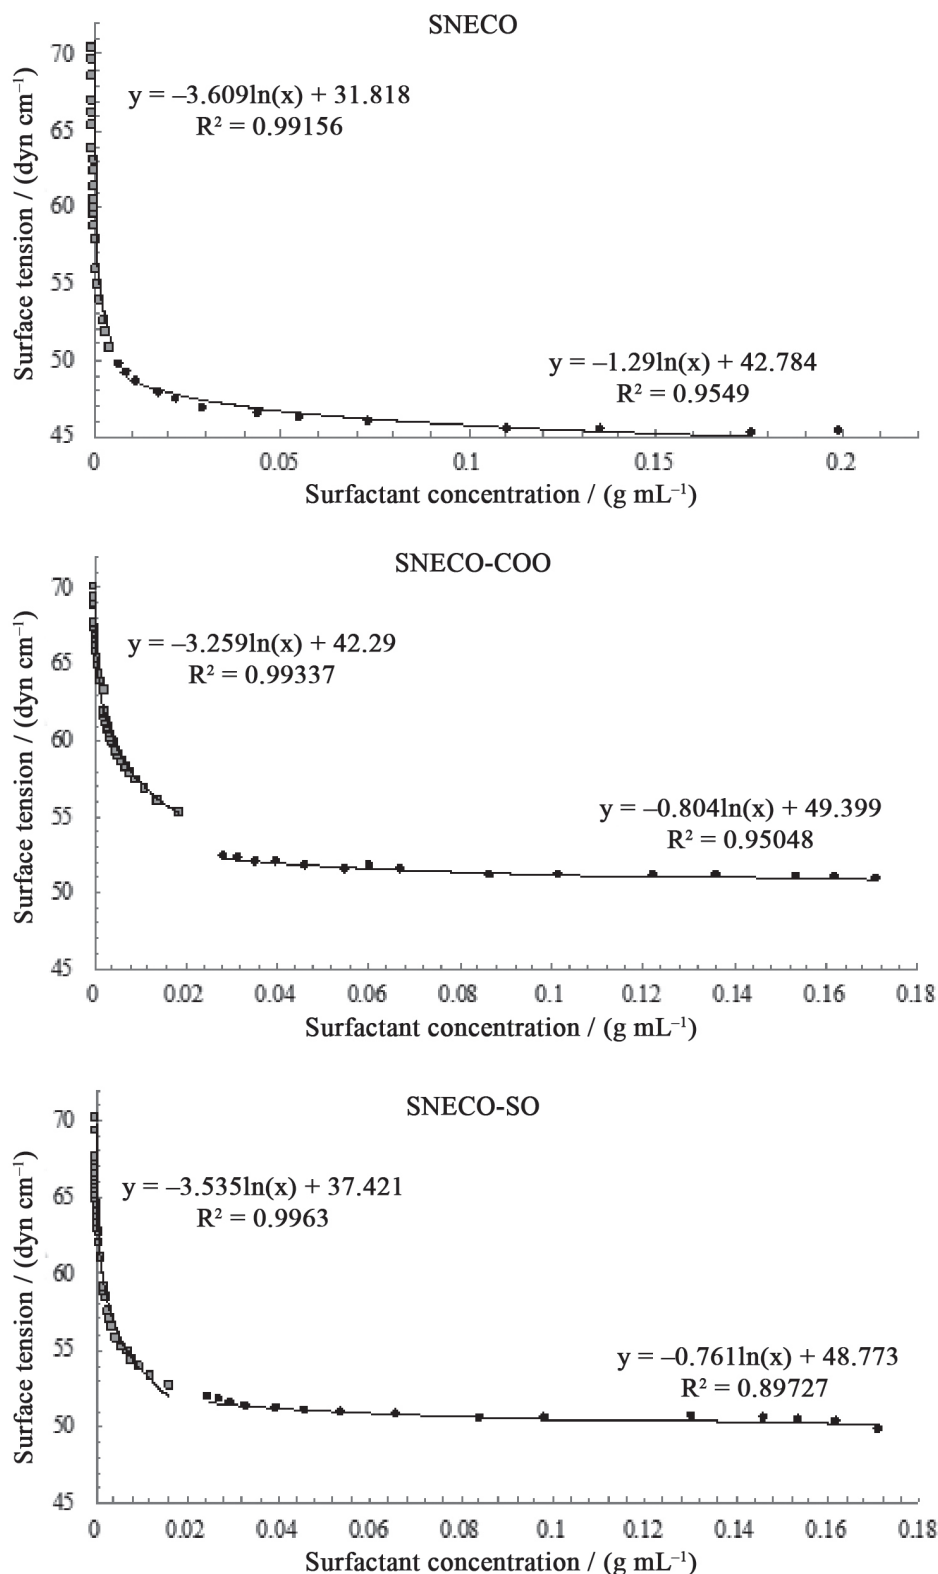 SNECO
Surface tension / (dyn cm⁻¹)
70
65
60
55
50
45
y = –3.609ln(x) + 31.818
R² = 0.99156
y = –1.29ln(x) + 42.784
R² = 0.9549
0 0.05 0.1 0.15 0.2
Surfactant concentration / (g mL⁻¹)
SNECO-COO
Surface tension / (dyn cm⁻¹)
70
65
60
55
50
45
y = –3.259ln(x) + 42.29
R² = 0.99337
y = –0.804ln(x) + 49.399
R² = 0.95048
0 0.02 0.04 0.06 0.08 0.1 0.12 0.14 0.16 0.18
Surfactant concentration / (g mL⁻¹)
SNECO-SO
Surface tension / (dyn cm⁻¹)
70
65
60
55
50
45
y = –3.535ln(x) + 37.421
R² = 0.9963
y = –0.761ln(x) + 48.773
R² = 0.89727
0 0.02 0.04 0.06 0.08 0.1 0.12 0.14 0.16 0.18
Surfactant concentration / (g mL⁻¹)